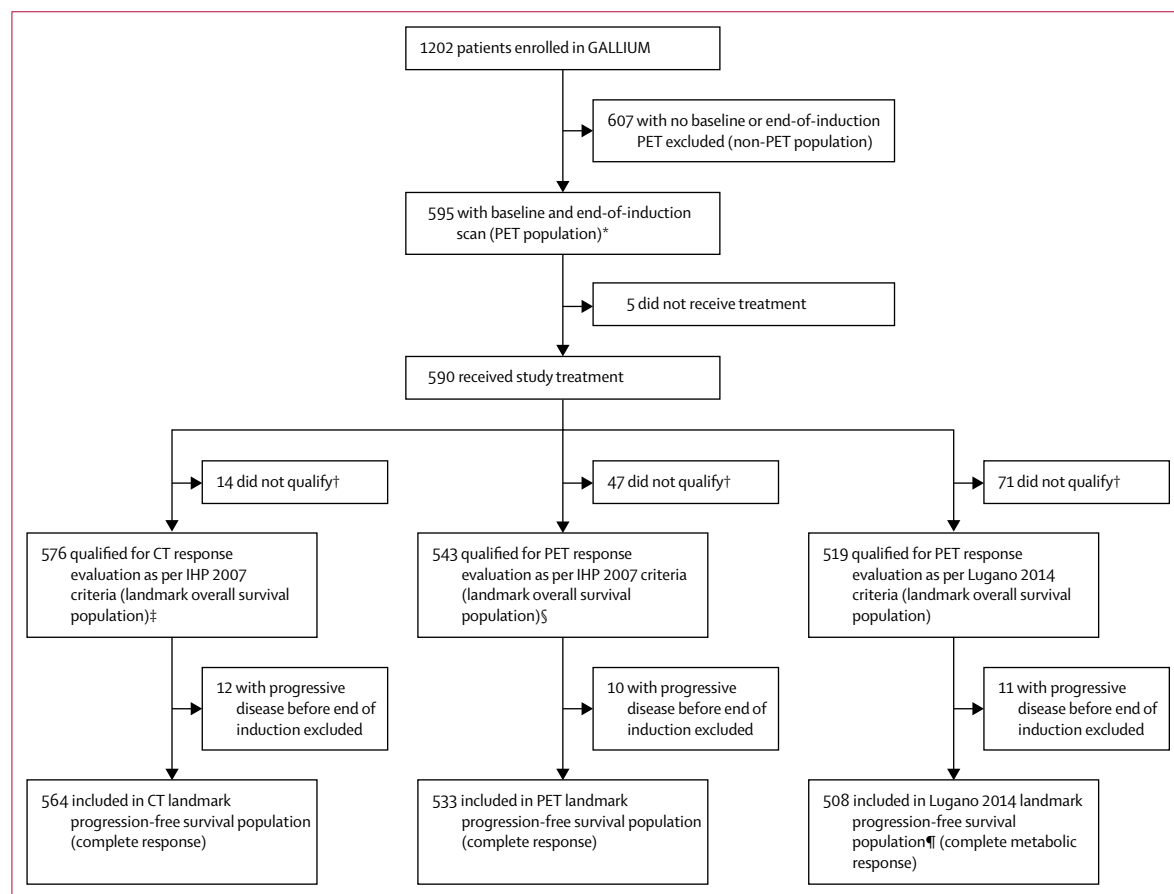 1202 patients enrolled in GALLIUM
607 with no baseline or end-of-induction
PET excluded (non-PET population)
595 with baseline and end-of-induction
scan (PET population)*
5 did not receive treatment
590 received study treatment
14 did not qualify†
47 did not qualify†
71 did not qualify†
576 qualified for CT response
evaluation as per IHP 2007
criteria (landmark overall survival
population)‡
543 qualified for PET response
evaluation as per IHP 2007 criteria
(landmark overall survival
population)§
519 qualified for PET response
evaluation as per Lugano 2014
criteria (landmark overall survival
population)
12 with progressive
disease before end of
induction excluded
10 with progressive
disease before end of
induction excluded
11 with progressive
disease before end of
induction excluded
564 included in CT landmark
progression-free survival population
(complete response)
533 included in PET landmark
progression-free survival population
(complete response)
508 included in Lugano 2014 landmark
progression-free survival
population¶ (complete metabolic
response)